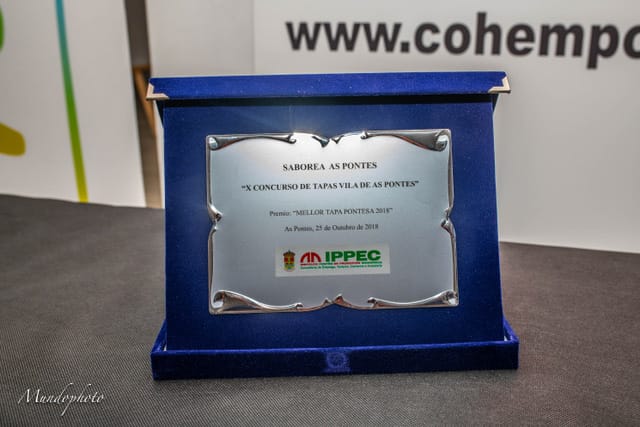 www.cohempo
SABOREA AS PONTES
“X CONCURSO DE TAPAS VILA DE AS PONTES”
Premio: “MELLOR TAPA PONTESA 2018”
As Pontes, 25 de Outubro de 2018
IPPEC
Mundophoto